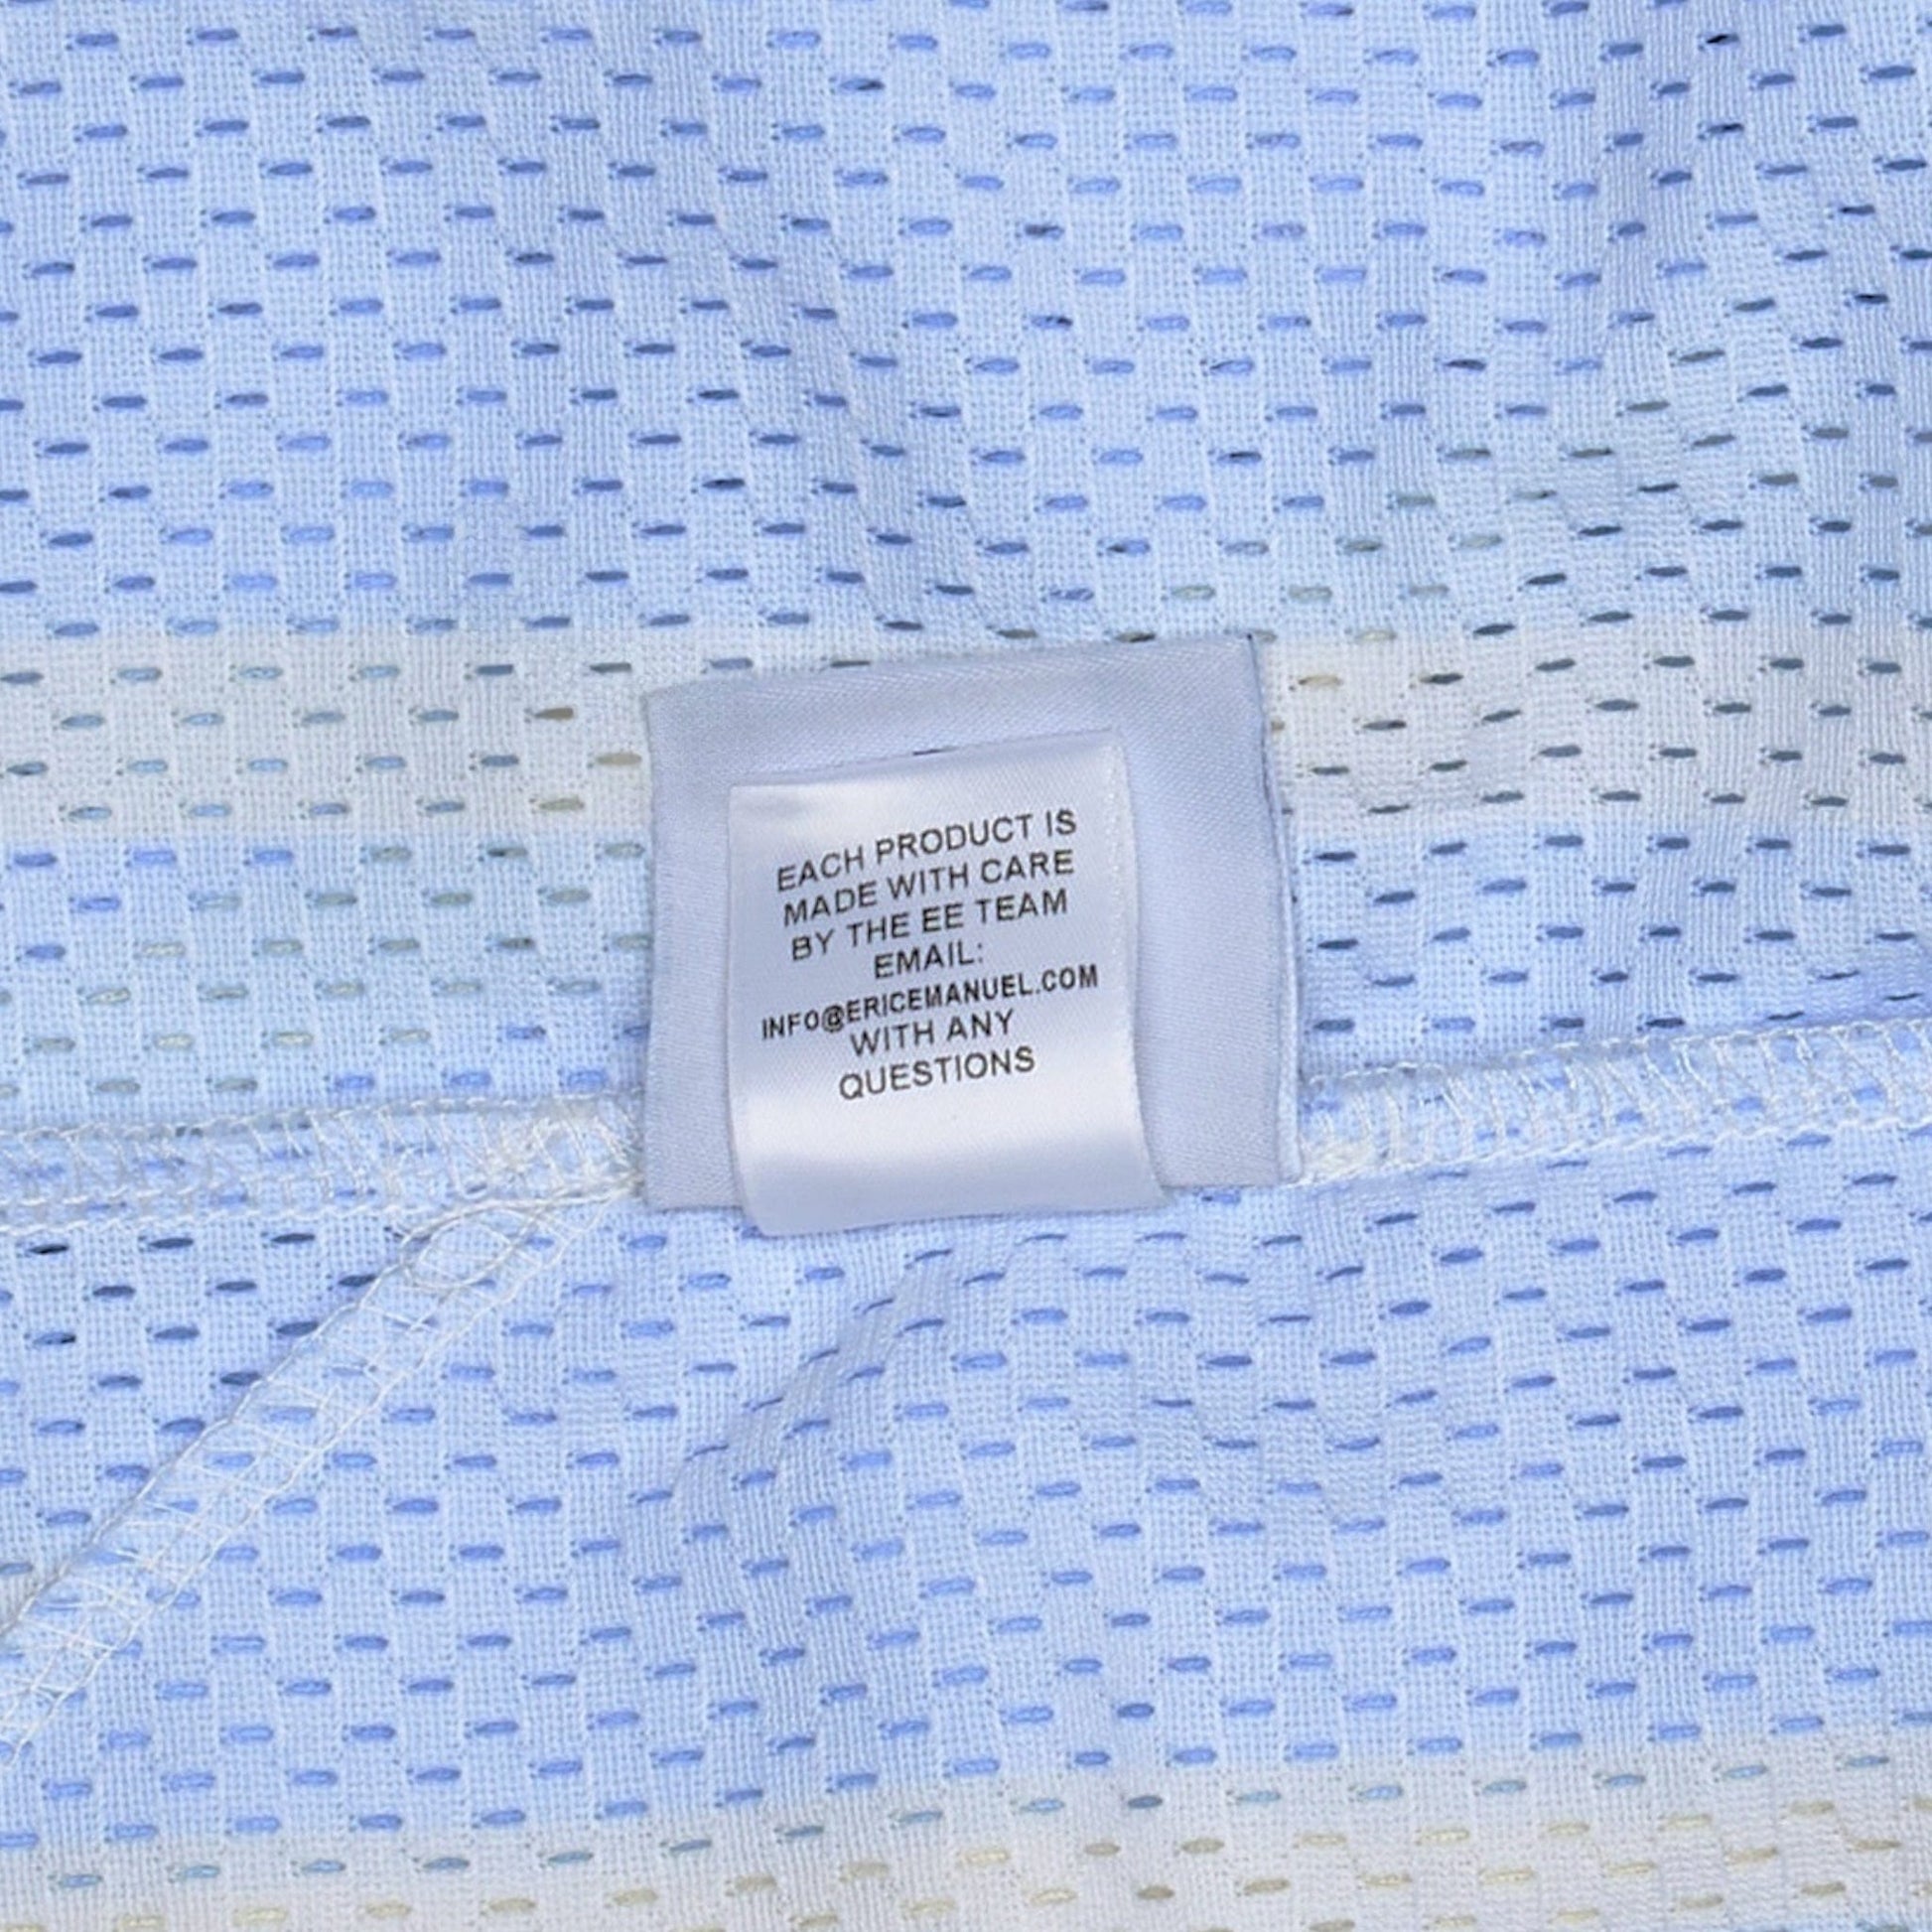 EACH PRODUCT IS
MADE WITH CARE
BY THE EE TEAM
EMAIL:
INFO@ERICEMANUEL.COM
WITH ANY
QUESTIONS